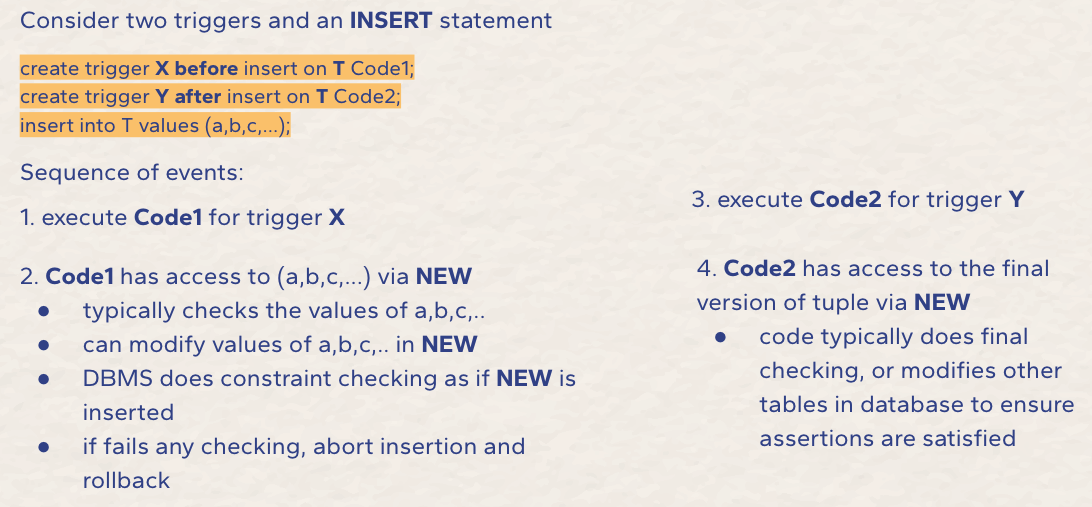 Consider two triggers and an INSERT statement
create trigger X before insert on T Code1;
create trigger Y after insert on T Code2;
insert into T values (a,b,c,...);
Sequence of events:
1. execute Code1 for trigger X
2. Code1 has access to (a,b,c,...) via NEW
● typically checks the values of a,b,c,..
● can modify values of a,b,c,.. in NEW
● DBMS does constraint checking as if NEW is
inserted
● if fails any checking, abort insertion and
rollback
3. execute Code2 for trigger Y
4. Code2 has access to the final
version of tuple via NEW
● code typically does final
checking, or modifies other
tables in database to ensure
assertions are satisfied